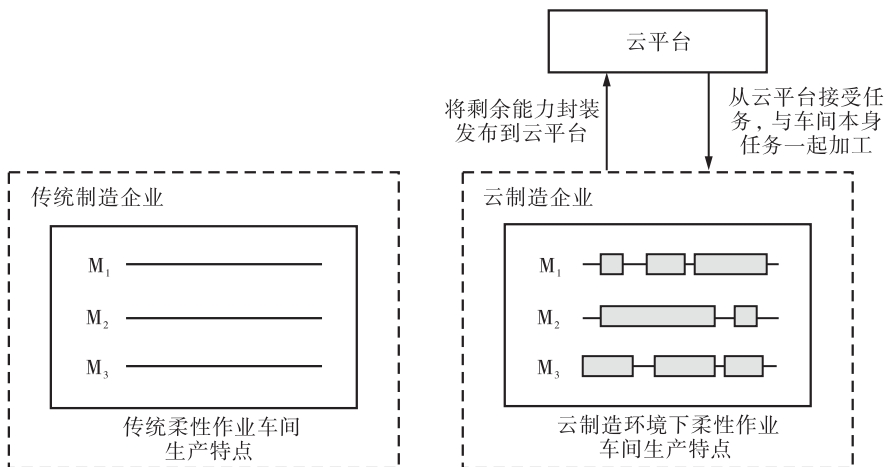 云平台
将剩余能力封装
发布到云平台
从云平台接受任
务，与车间本身
任务一起加工
传统制造企业
M₁
M₂
M₃
传统柔性作业车间
生产特点
云制造企业
M₁
M₂
M₃
云制造环境下柔性作业
车间生产特点